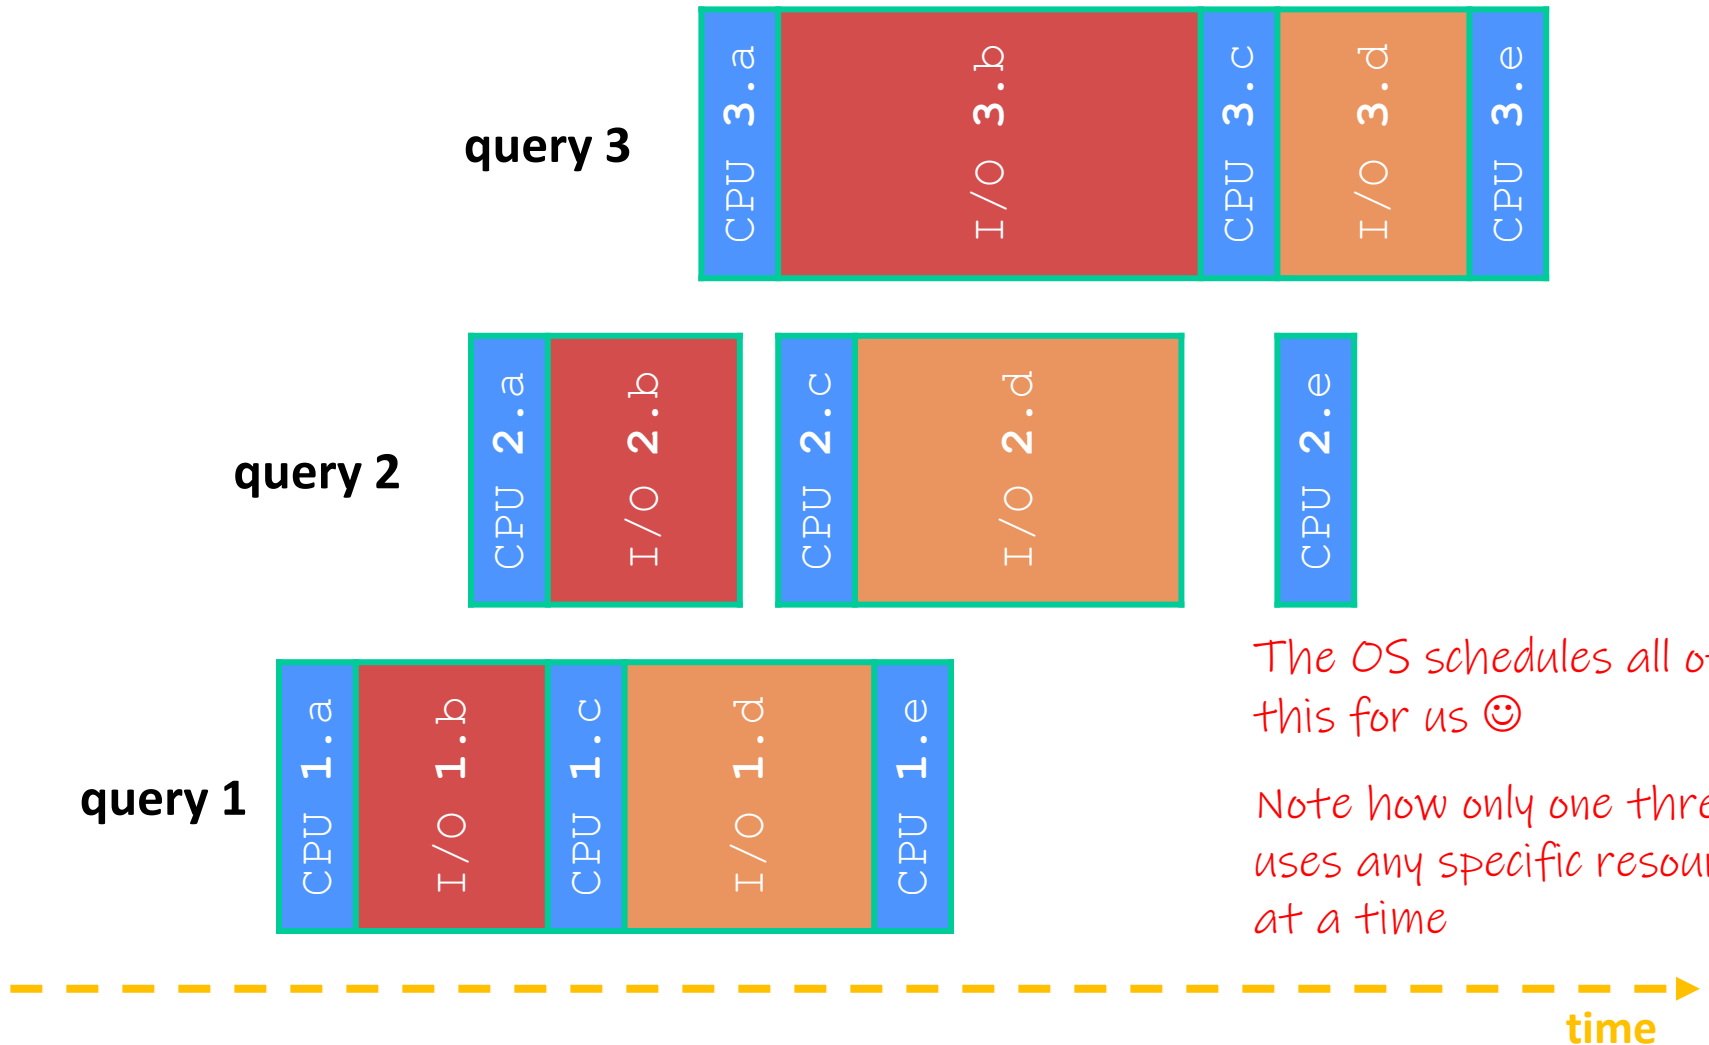 query 3
CPU 3.a
I/O 3.b
CPU 3.c
I/O 3.d
CPU 3.e
query 2
CPU 2.a
I/O 2.b
CPU 2.c
I/O 2.d
CPU 2.e
query 1
CPU 1.a
I/O 1.b
CPU 1.c
I/O 1.d
CPU 1.e
The OS schedules all
this for us ☺
Note how only one
uses any specific
at a time
time